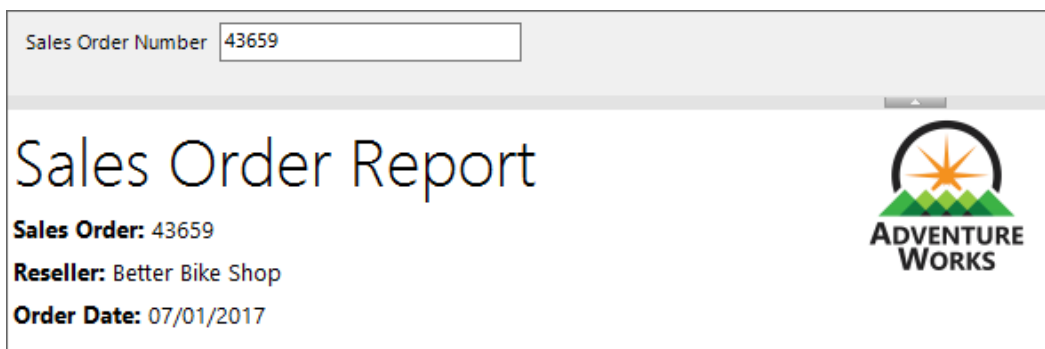 Sales Order Number 43659
Sales Order Report
Sales Order: 43659
Reseller: Better Bike Shop
Order Date: 07/01/2017
ADVENTURE
WORKS